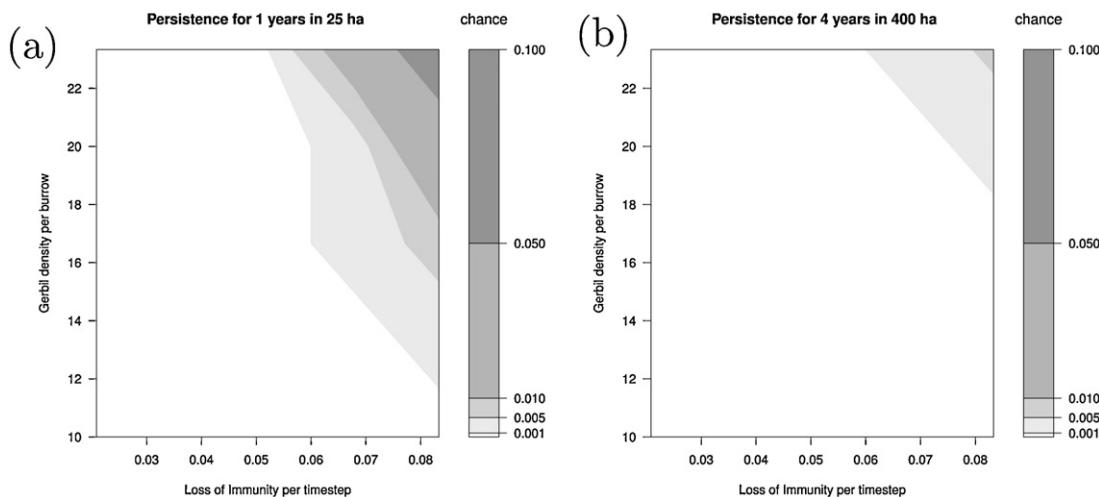 (a)
Persistence for 1 years in 25 ha
chance
Gerbil density per burrow
22
20
18
16
14
12
10
0.03 0.04 0.05 0.06 0.07 0.08
Loss of Immunity per timestep
0.100
0.050
0.010
0.005
0.001
(b)
Persistence for 4 years in 400 ha
chance
Gerbil density per burrow
22
20
18
16
14
12
10
0.03 0.04 0.05 0.06 0.07 0.08
Loss of Immunity per timestep
0.100
0.050
0.010
0.005
0.001